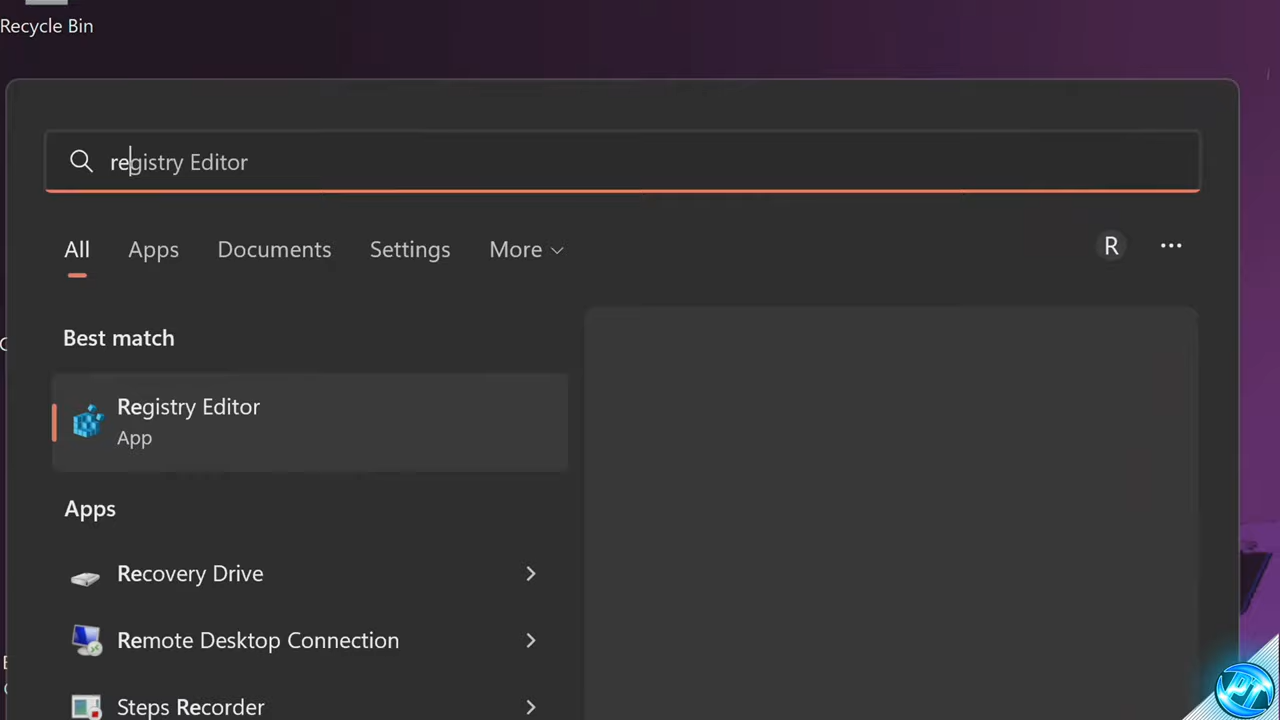 Recycle Bin
registry Editor
All Apps Documents Settings More R
Best match
Registry Editor
App
Apps
Recovery Drive
Remote Desktop Connection
Steps Recorder
PT